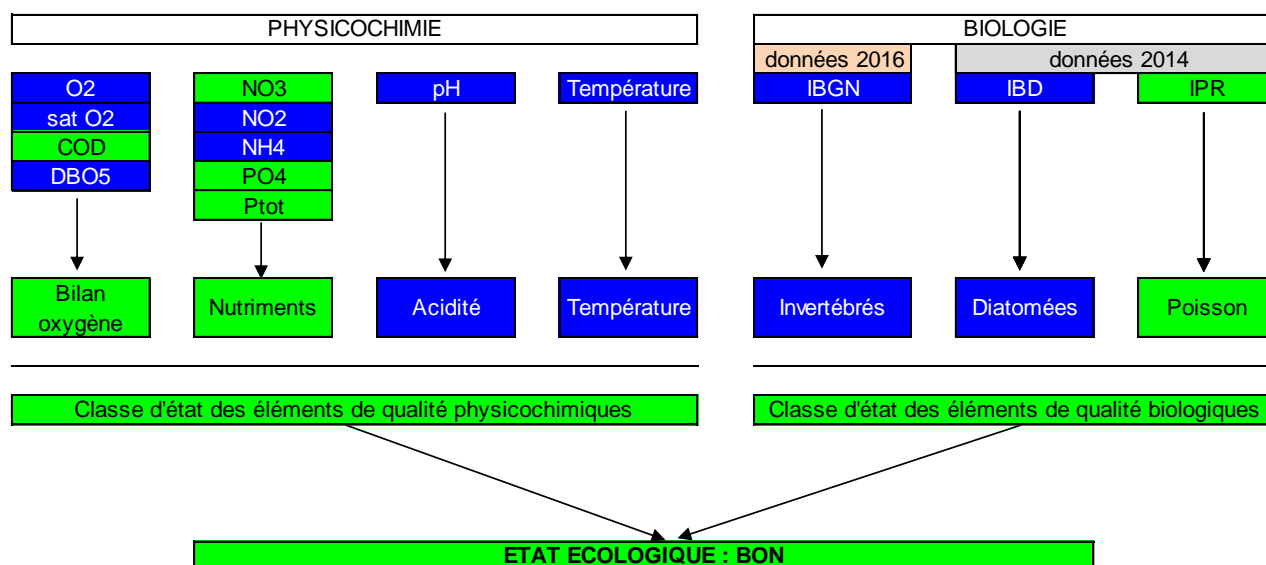 PHYSICOCHIMIE
BIOLOGIE
données 2016
données 2014
O2
NO3
pH
Température
IBGN
IBD
IPR
sat O2
NO2
COD
NH4
DBO5
PO4
Ptot
Bilan
oxygène
Nutriments
Acidité
Température
Invertébrés
Diatomées
Poisson
Classe d'état des éléments de qualité physicochimiques
Classe d'état des éléments de qualité biologiques
ETAT ECOLOGIQUE : BON